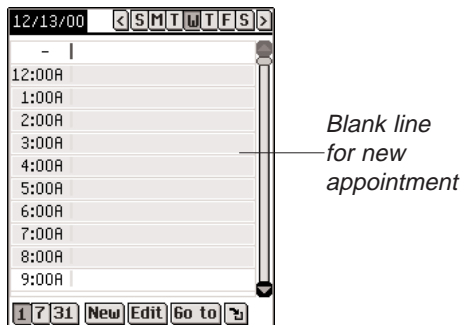 12/13/00 S M T W T F S
-
12:00A
1:00A
2:00A
3:00A
4:00A
5:00A
6:00A
7:00A
8:00A
9:00A
1 7 31 New Edit Go to
Blank line
for new
appointment